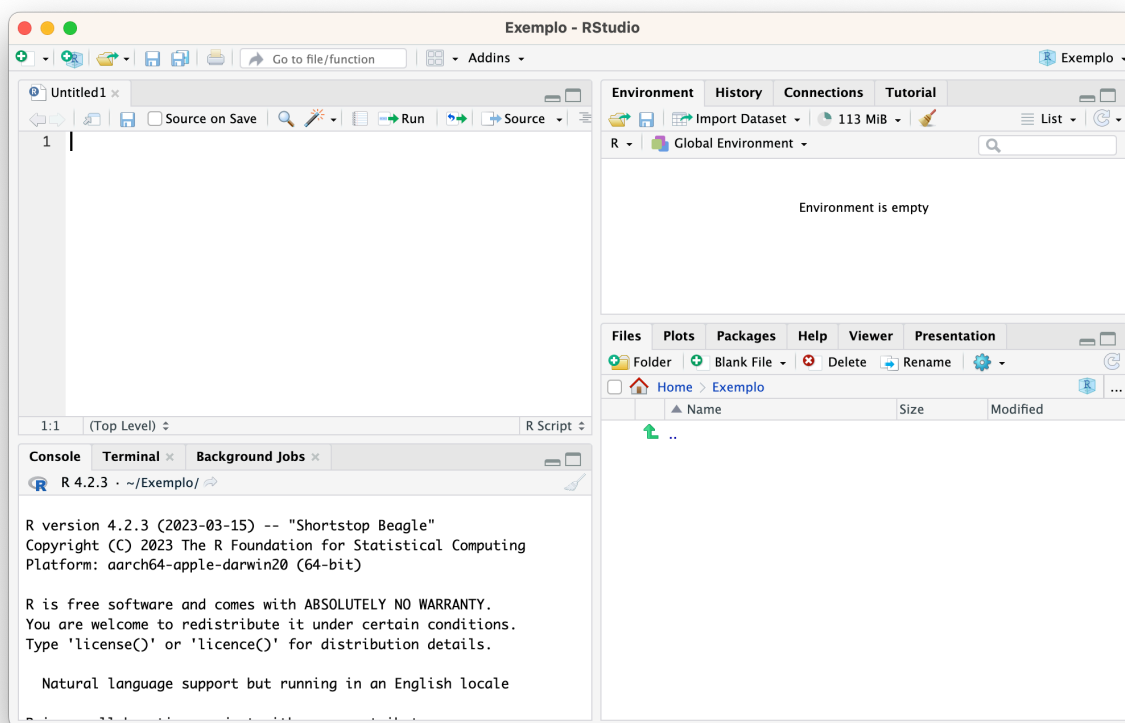 Exemplo - RStudio
Go to file/function
Addins
Exemplo
Untitled1
Source on Save
Run
Source
1
1:1 (Top Level) R Script
Console Terminal Background Jobs
R 4.2.3 · ~/Exemplo/
R version 4.2.3 (2023-03-15) -- "Shortstop Beagle"
Copyright (C) 2023 The R Foundation for Statistical Computing
Platform: aarch64-apple-darwin20 (64-bit)
R is free software and comes with ABSOLUTELY NO WARRANTY.
You are welcome to redistribute it under certain conditions.
Type 'license()' or 'licence()' for distribution details.
Natural language support but running in an English locale
Environment History Connections Tutorial
Import Dataset 113 MiB List
R Global Environment
Environment is empty
Files Plots Packages Help Viewer Presentation
Folder Blank File Delete Rename
Home > Exemplo ...
Name Size Modified
..